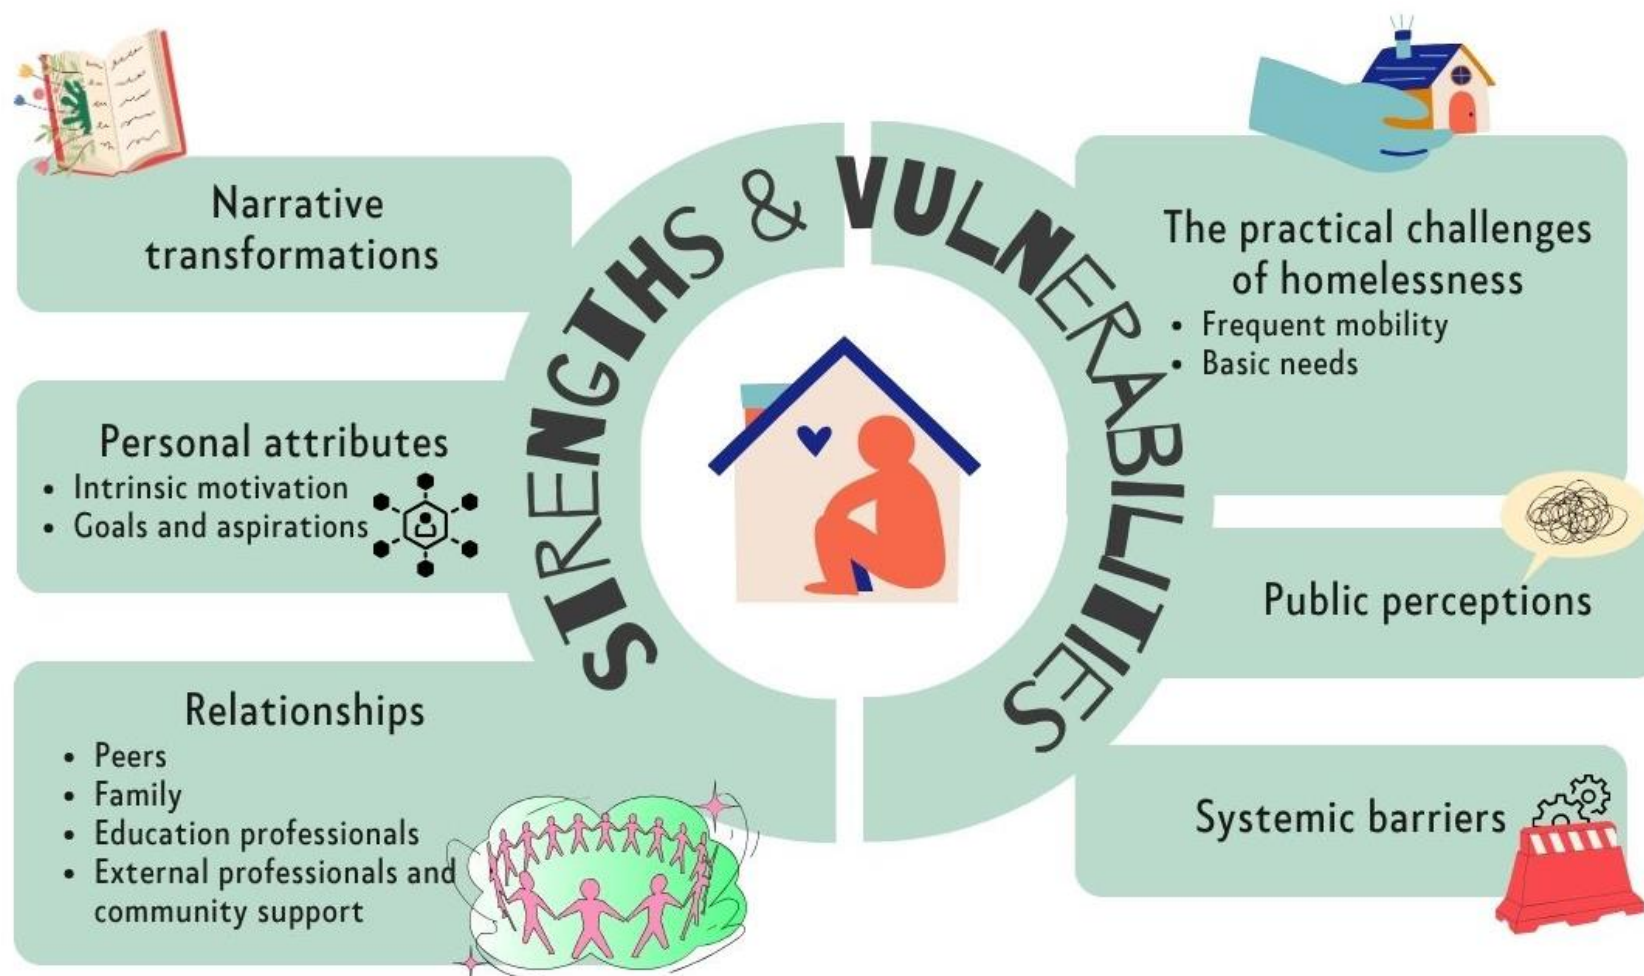 STRENGTHS & VULNERABILITIES
Narrative
transformations
Personal attributes
• Intrinsic motivation
• Goals and aspirations
Relationships
• Peers
• Family
• Education professionals
• External professionals and
community support
The practical challenges
of homelessness
• Frequent mobility
• Basic needs
Public perceptions
Systemic barriers